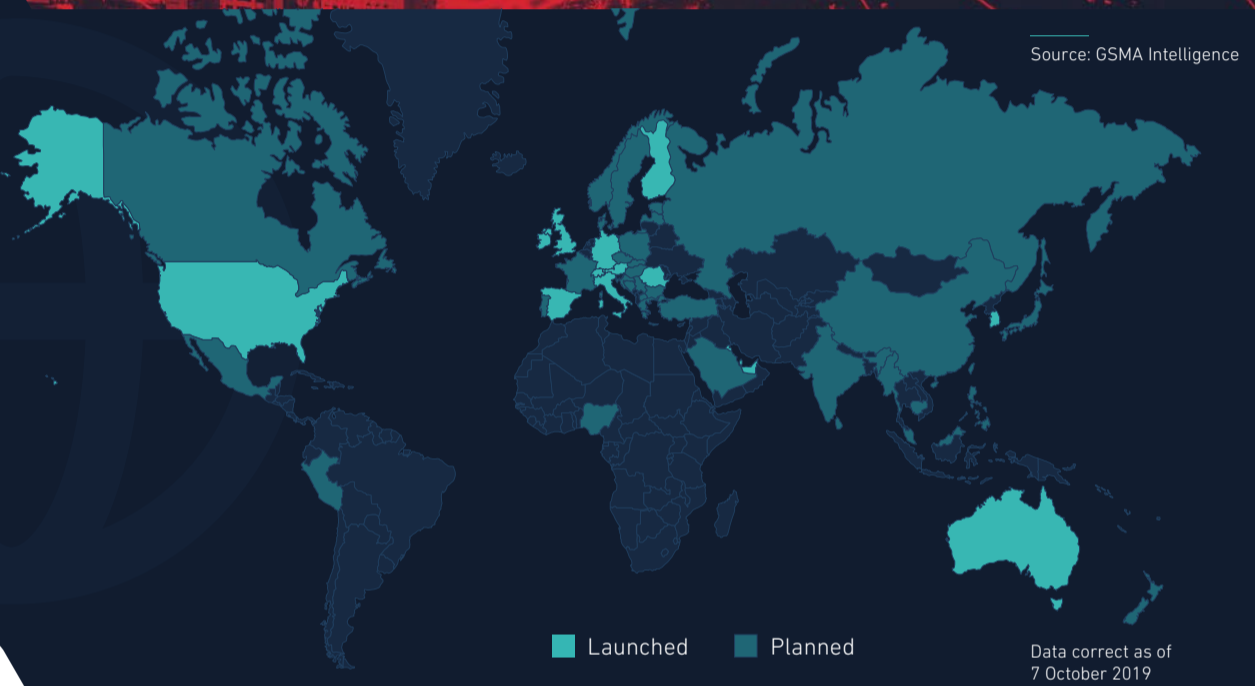 Source: GSMA Intelligence
Launched
Planned
Data correct as of
7 October 2019